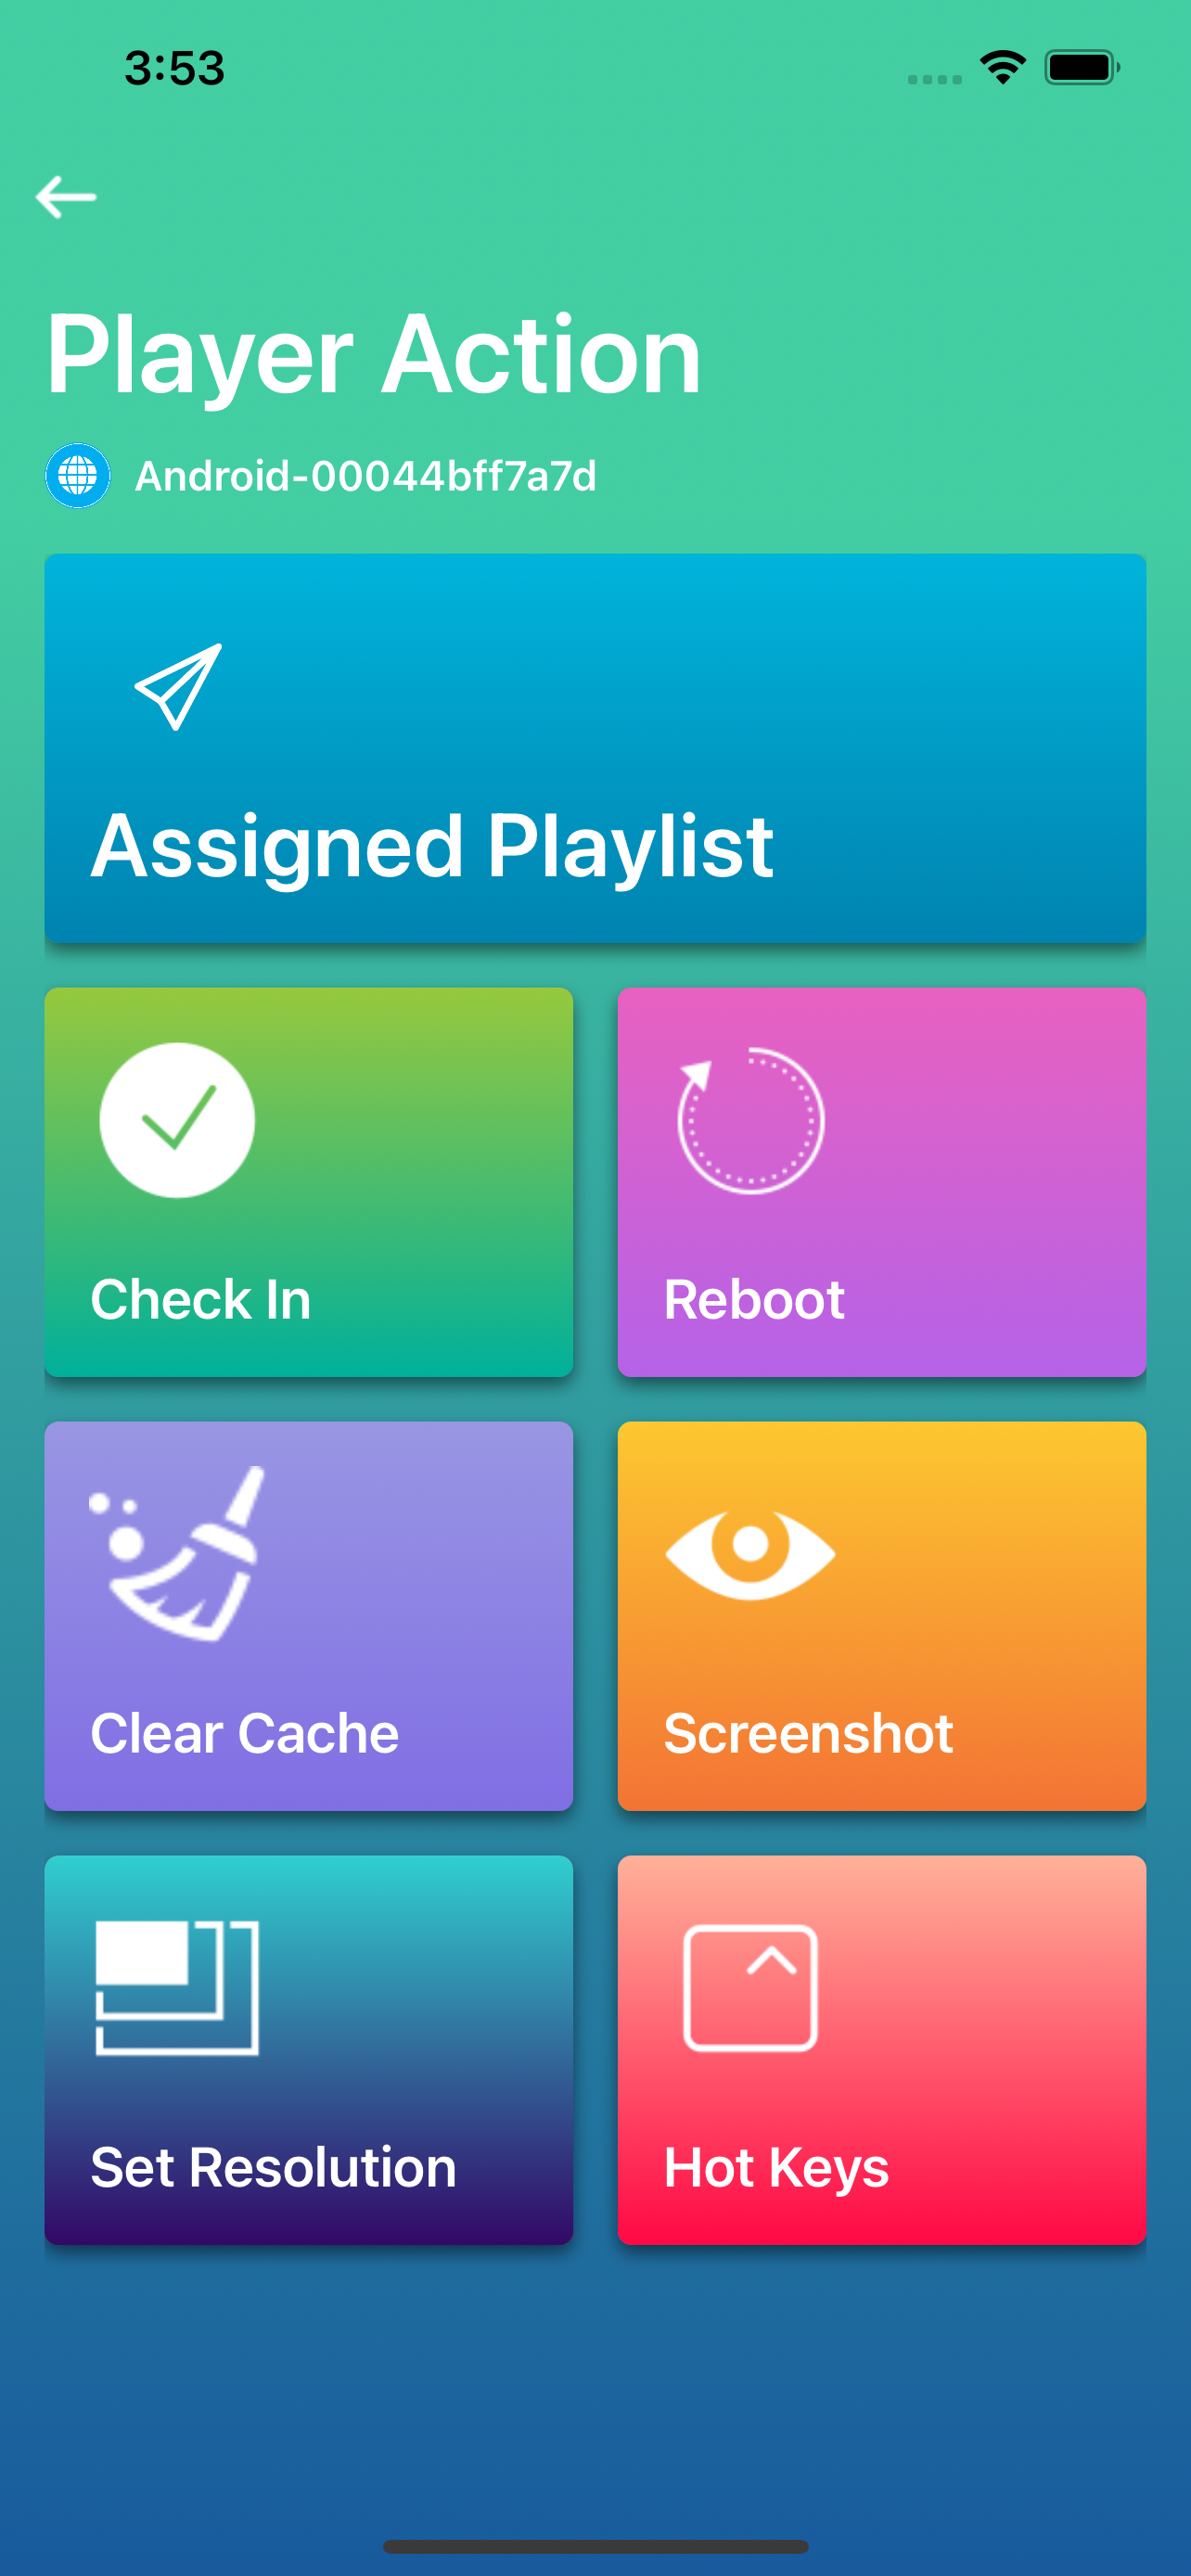 3:53
Player Action
Android-00044bff7a7d
Assigned Playlist
Check In
Reboot
Clear Cache
Screenshot
Set Resolution
Hot Keys